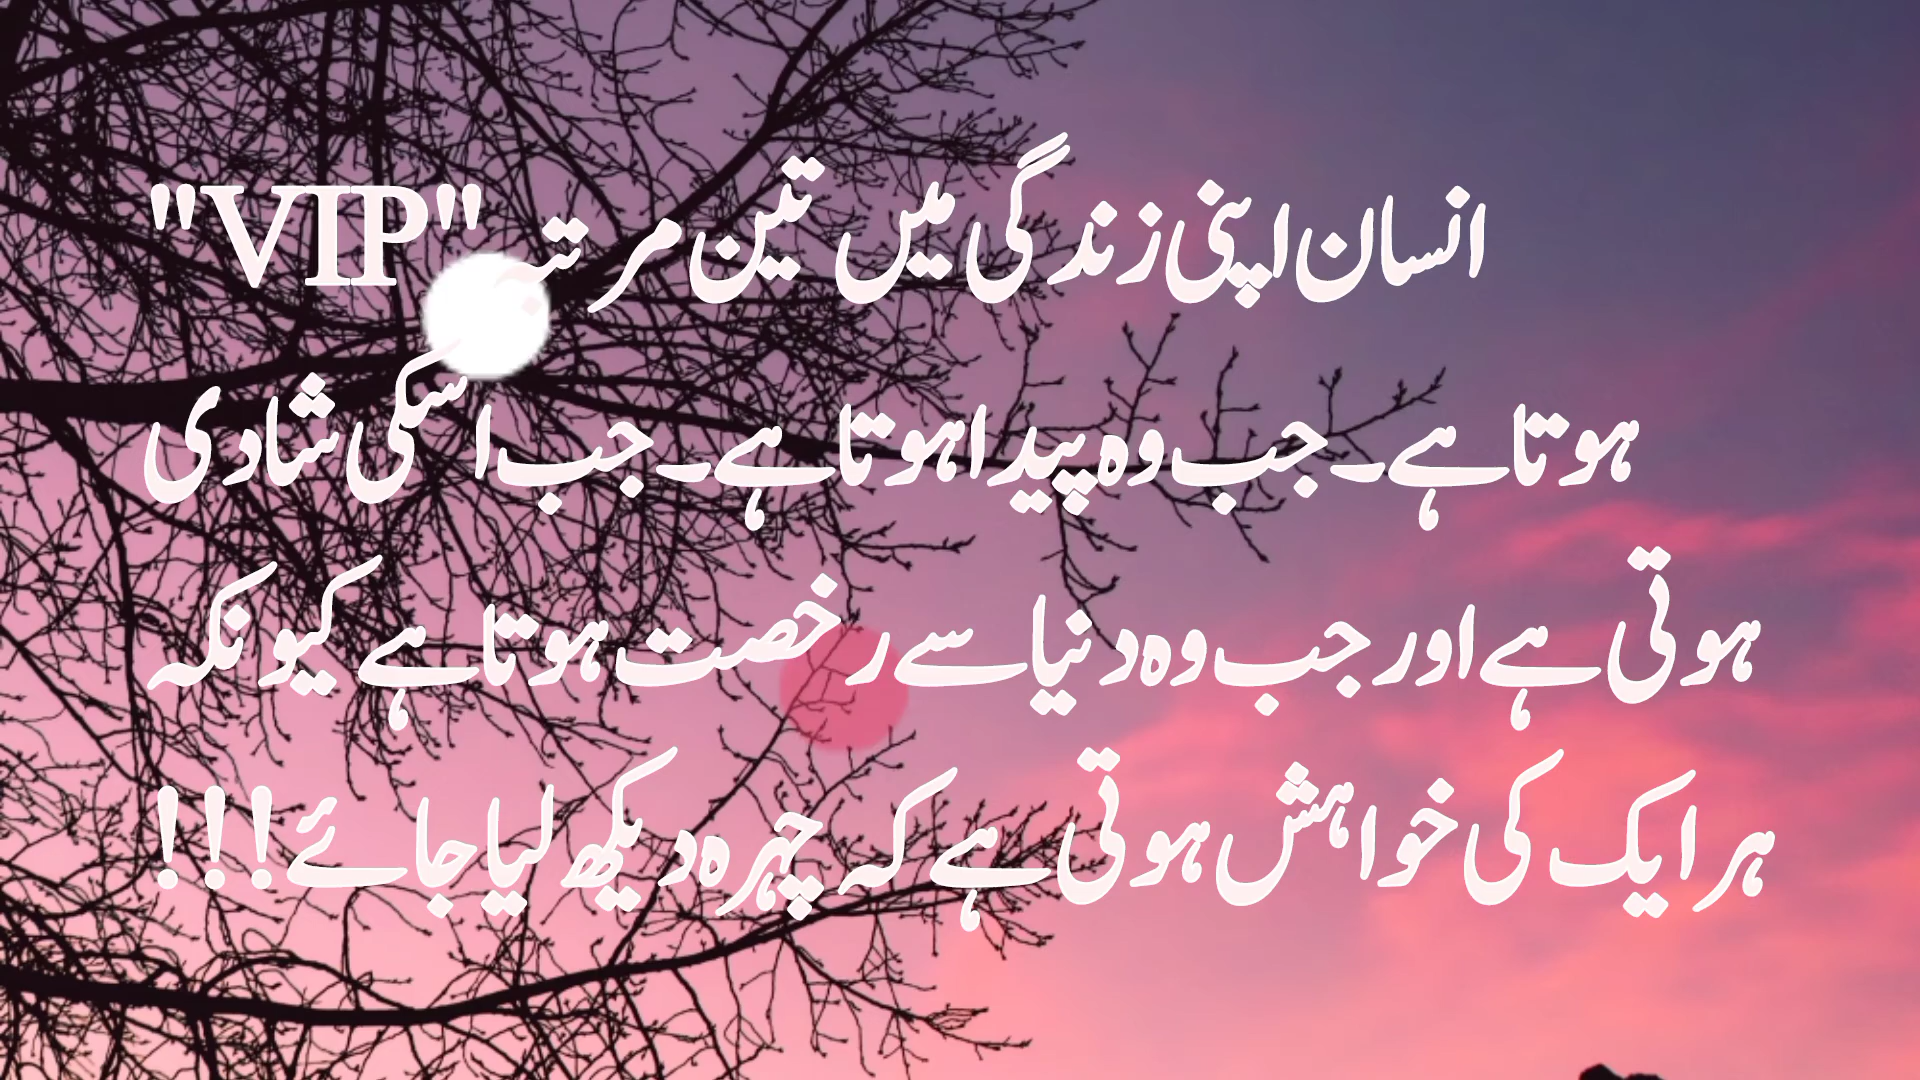 انسان اپنی زندگی میں تین مرتبہ "VIP"
ہوتا ہے۔ جب وہ پیدا ہوتا ہے۔ جب اسکی شادی
ہوتی ہے اور جب وہ دنیا سے رخصت ہوتا ہے کیونکہ
ہر ایک کی خواہش ہوتی ہے کہ چہرہ دیکھ لیا جائے!!!